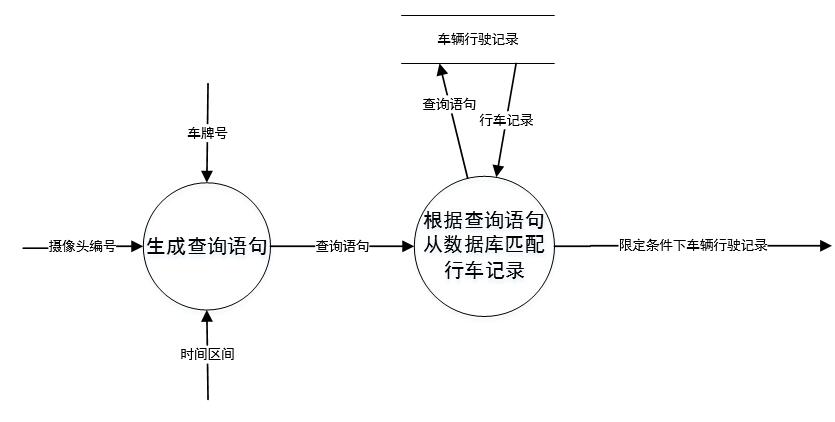 车辆行驶记录
查询语句
行车记录
车牌号
摄像头编号
生成查询语句
查询语句
根据查询语句
从数据库匹配
行车记录
限定条件下车辆行驶记录
时间区间